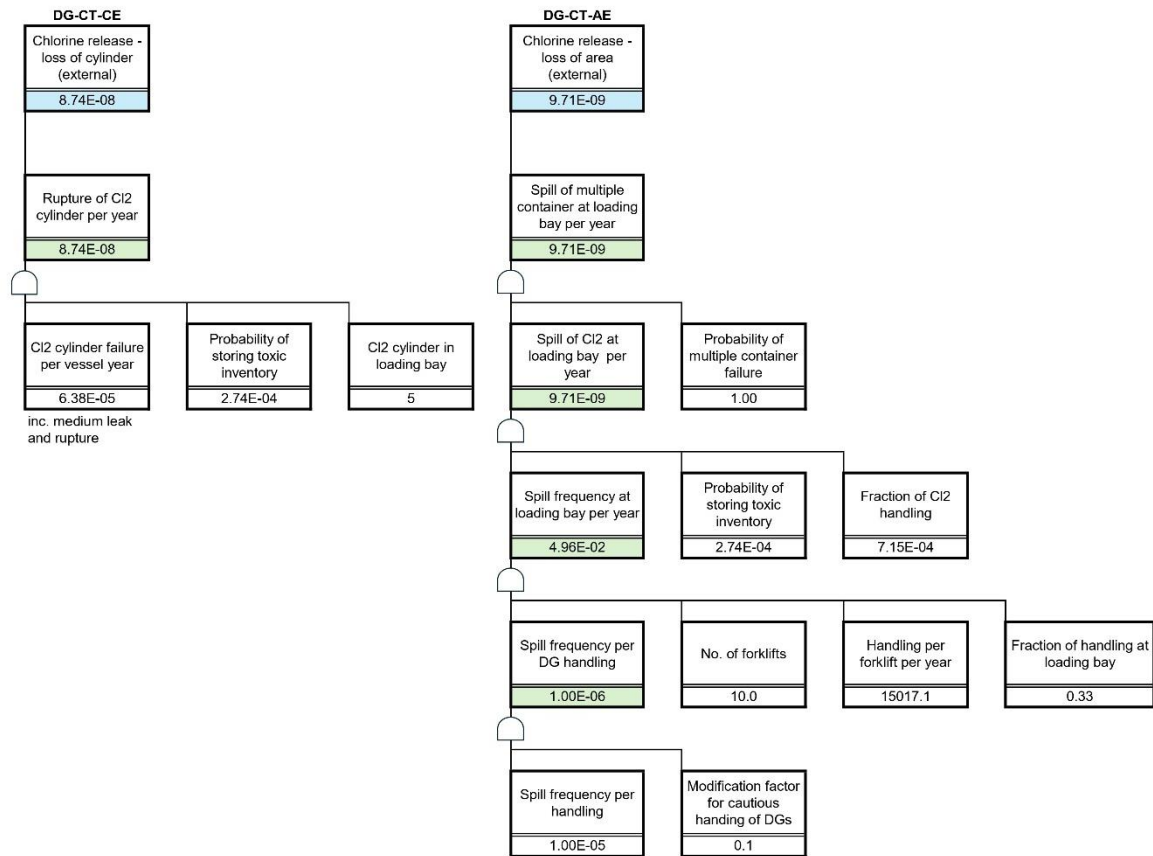 DG-CT-CE
Chlorine release -
loss of cylinder
(external)
8.74E-08
Rupture of Cl2
cylinder per year
8.74E-08
Cl2 cylinder failure
per vessel year
6.38E-05
inc. medium leak
and rupture
Probability of
storing toxic
inventory
2.74E-04
Cl2 cylinder in
loading bay
5
DG-CT-AE
Chlorine release -
loss of area
(external)
9.71E-09
Spill of multiple
container at loading
bay per year
9.71E-09
Spill of Cl2 at
loading bay per
year
9.71E-09
Probability of
multiple container
failure
1.00
Spill frequency at
loading bay per year
4.96E-02
Probability of
storing toxic
inventory
2.74E-04
Fraction of Cl2
handling
7.15E-04
Spill frequency per
DG handling
1.00E-06
No. of forklifts
10.0
Handling per
forklift per year
15017.1
Fraction of handling at
loading bay
0.33
Spill frequency per
handling
1.00E-05
Modification factor
for cautious
handing of DGs
0.1